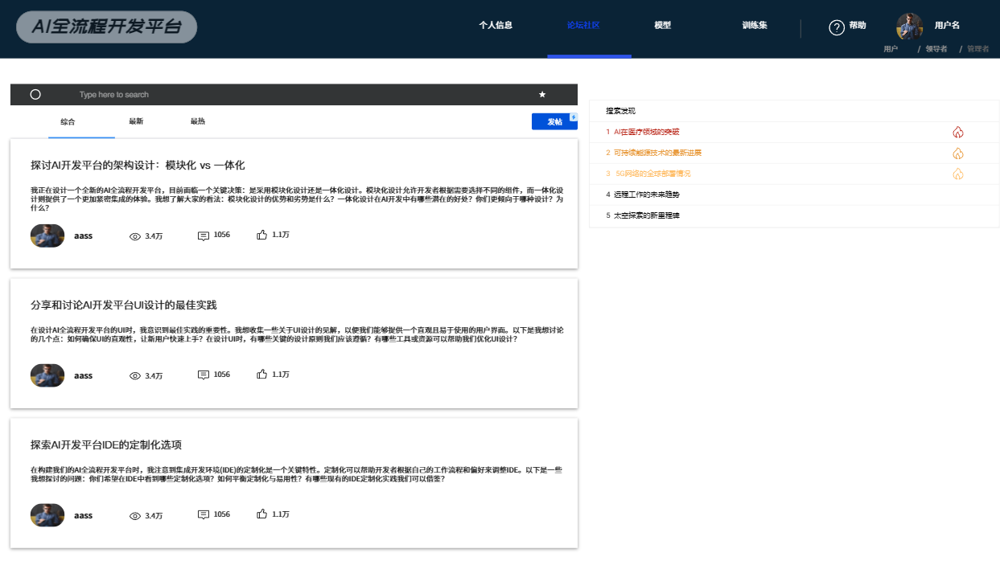 AI全流程开发平台
个人信息
论坛社区
模型
训练集
帮助
用户名
用户 / 领导者 / 管理者
Type here to search
综合
最新
最热
发帖
探讨AI开发平台的架构设计：模块化 vs 一体化
我正在设计一个全新的AI全流程开发平台，目前面临一个关键决策：是采用模块化设计还是一体化设计。模块化设计允许开发者根据需要选择不同的组件，而一体化设
计则提供了一个更加紧密集成的体验。我想了解大家的看法：模块化设计的优势和劣势是什么？一体化设计在AI开发中有哪些潜在的好处？你们更倾向于哪种设计？为
什么？
aass
3.4万
1056
1.1万
分享和讨论AI开发平台UI设计的最佳实践
在设计AI全流程开发平台的UI时，我意识到最佳实践的重要性。我想收集一些关于UI设计的见解，以便我们能够提供一个直观且易于使用的用户界面。以下是我想讨论
的几个点：如何确保UI的直观性，让新用户快速上手？在设计UI时，有哪些关键的设计原则我们应该遵循？有哪些工具或资源可以帮助我们优化UI设计？
aass
3.4万
1056
1.1万
探索AI开发平台IDE的定制化选项
在构建我们的AI全流程开发平台时，我注意到集成开发环境(IDE)的定制化是一个关键特性。定制化可以帮助开发者根据自己的工作流程和偏好来调整IDE。以下是一些
我想探讨的问题：你们希望在IDE中看到哪些定制化选项？如何平衡定制化与易用性？有哪些现有的IDE定制化实践我们可以借鉴？
aass
3.4万
1056
1.1万
搜索发现
1 AI在医疗领域的突破
2 可持续能源技术的最新进展
3 5G网络的全球部署情况
4 远程工作的未来趋势
5 太空探索的新里程碑